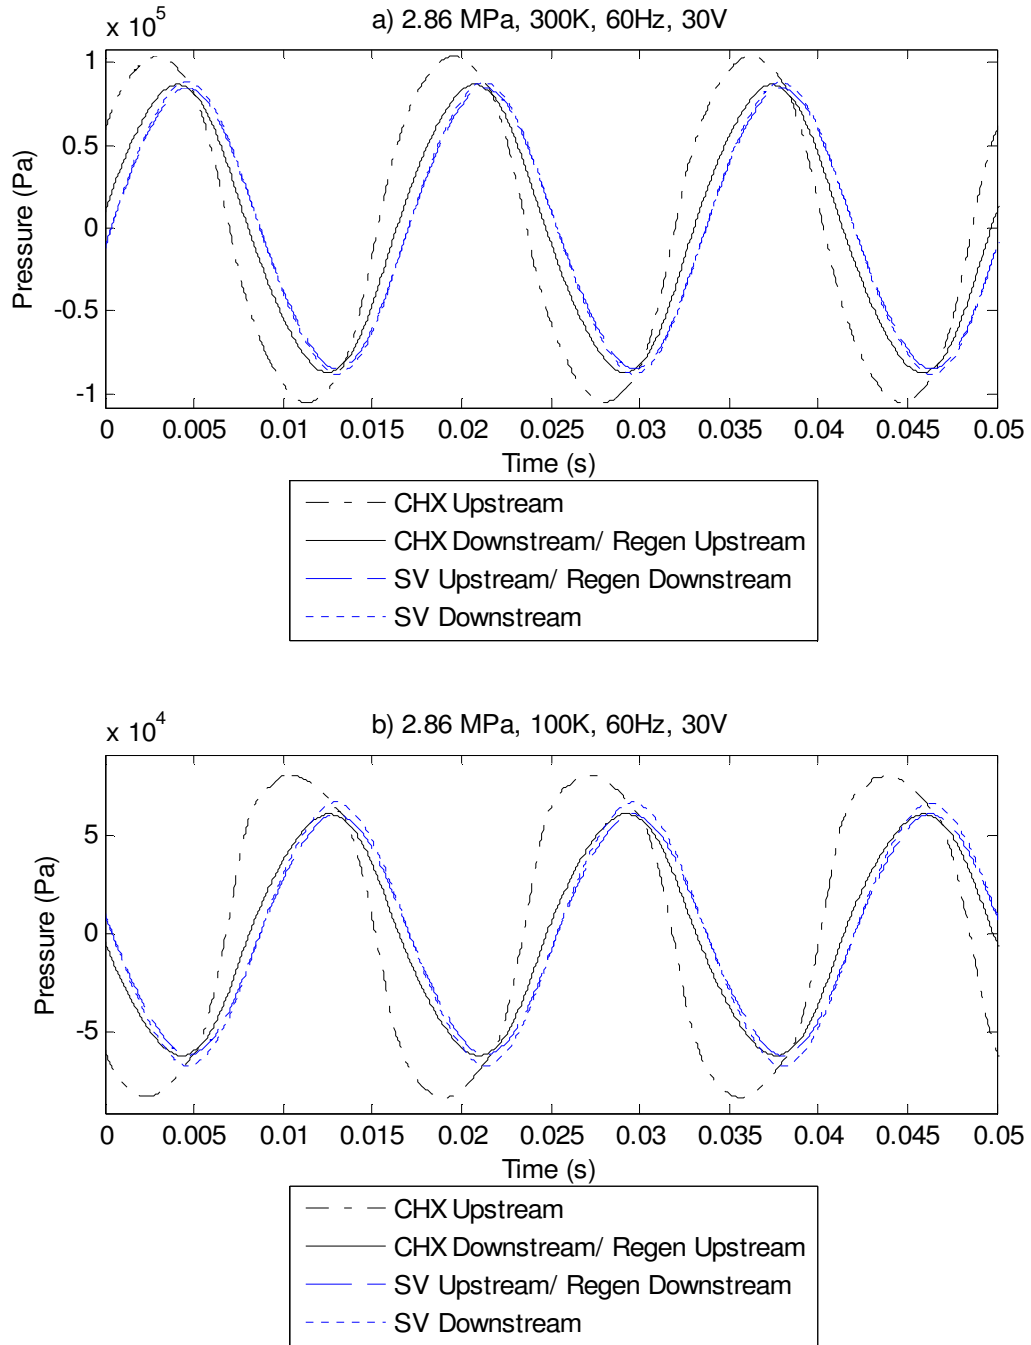 a) 2.86 MPa, 300K, 60Hz, 30V
x 10^5
1
0.5
0
-0.5
-1
Pressure (Pa)
0 0.005 0.01 0.015 0.02 0.025 0.03 0.035 0.04 0.045 0.05
Time (s)
CHX Upstream
CHX Downstream/ Regen Upstream
SV Upstream/ Regen Downstream
SV Downstream
b) 2.86 MPa, 100K, 60Hz, 30V
x 10^4
5
0
-5
Pressure (Pa)
0 0.005 0.01 0.015 0.02 0.025 0.03 0.035 0.04 0.045 0.05
Time (s)
CHX Upstream
CHX Downstream/ Regen Upstream
SV Upstream/ Regen Downstream
SV Downstream